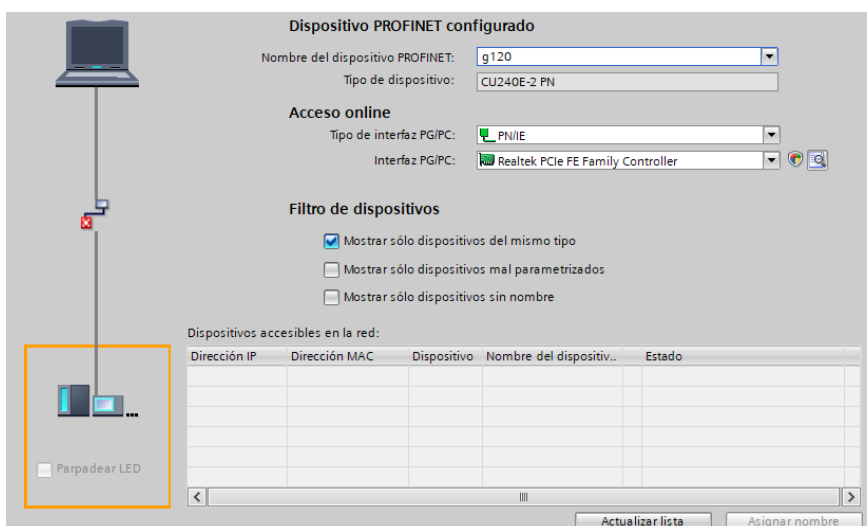 Dispositivo PROFINET configurado
Nombre del dispositivo PROFINET: g120
Tipo de dispositivo: CU240E-2 PN
Acceso online
Tipo de interfaz PG/PC: PN/IE
Interfaz PG/PC: Realtek PCIe FE Family Controller
Filtro de dispositivos
Mostrar sólo dispositivos del mismo tipo
Mostrar sólo dispositivos mal parametrizados
Mostrar sólo dispositivos sin nombre
Dispositivos accesibles en la red:
Dirección IP Dirección MAC Dispositivo Nombre del dispositiv.. Estado
Parpadear LED
Actualizar lista Asignar nombre